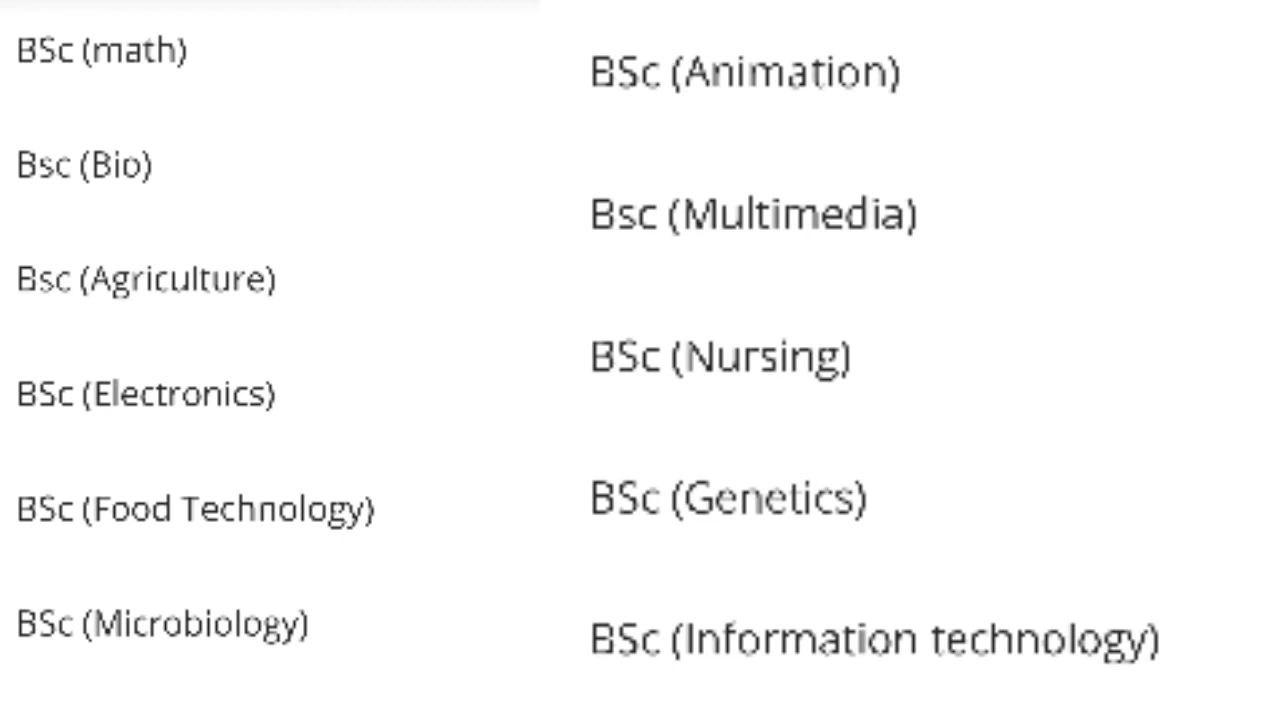 BSc (math)
Bsc (Bio)
Bsc (Agriculture)
BSc (Electronics)
BSc (Food Technology)
BSc (Microbiology)
BSc (Animation)
Bsc (Multimedia)
BSc (Nursing)
BSc (Genetics)
BSc (Information technology)